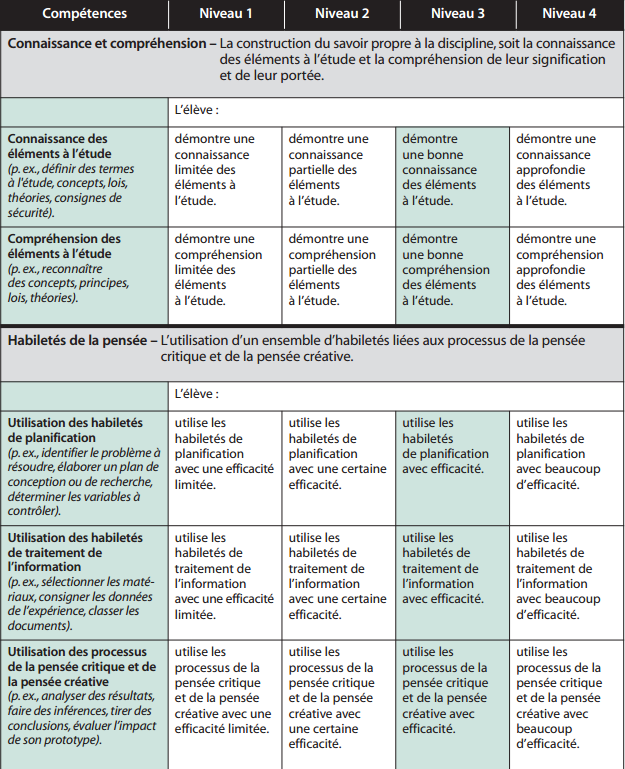 Compétences Niveau 1 Niveau 2 Niveau 3 Niveau 4
Connaissance et compréhension – La construction du savoir propre à la discipline, soit la connaissance
des éléments à l'étude et la compréhension de leur signification
et de leur portée.
L'élève :
Connaissance des
éléments à l'étude
(p. ex., définir des termes
à l'étude, concepts, lois,
théories, consignes de
sécurité).
démontre une
connaissance
limitée des
éléments à
l'étude.
démontre une
connaissance
partielle des
éléments
à l'étude.
démontre
une bonne
connaissance
des éléments
à l'étude.
démontre une
connaissance
approfondie
des éléments
à l'étude.
Compréhension des
éléments à l'étude
(p. ex., reconnaître
des concepts, principes,
lois, théories).
démontre une
compréhension
limitée des
éléments
à l'étude.
démontre une
compréhension
partielle des
éléments
à l'étude.
démontre
une bonne
compréhension
des éléments
à l'étude.
démontre une
compréhension
approfondie
des éléments
à l'étude.
Habiletés de la pensée – L'utilisation d'un ensemble d'habiletés liées aux processus de la pensée
critique et de la pensée créative.
L'élève :
Utilisation des habiletés
de planification
(p. ex., identifier le problème à
résoudre, élaborer un plan de
conception ou de recherche,
déterminer les variables à
contrôler).
utilise les
habiletés de
planification
avec une efficacité
limitée.
utilise les
habiletés de
planification
avec une certaine
efficacité.
utilise les
habiletés
de planification
avec efficacité.
utilise les
habiletés de
planification
avec beaucoup
d'efficacité.
Utilisation des habiletés
de traitement de
l'information
(p. ex., sélectionner les maté-
riaux, consigner les données
de l'expérience, classer les
documents).
utilise les
habiletés de
traitement de
l'information
avec une efficacité
limitée.
utilise les
habiletés de
traitement de
l'information
avec une certaine
efficacité.
utilise les
habiletés de
traitement de
l'information
avec efficacité.
utilise les
habiletés de
traitement de
l'information
avec beaucoup
d'efficacité.
Utilisation des processus
de la pensée critique et de
la pensée créative
(p. ex., analyser des résultats,
faire des inférences, tirer des
conclusions, évaluer l'impact
de son prototype).
utilise les
processus de la
pensée critique
et de la pensée
créative avec une
efficacité limitée.
utilise les
processus de la
pensée critique
et de la pensée
créative avec
une certaine
efficacité.
utilise les
processus de la
pensée critique
et de la pensée
créative avec
efficacité.
utilise les
processus de la
pensée critique
et de la pensée
créative avec
beaucoup
d'efficacité.